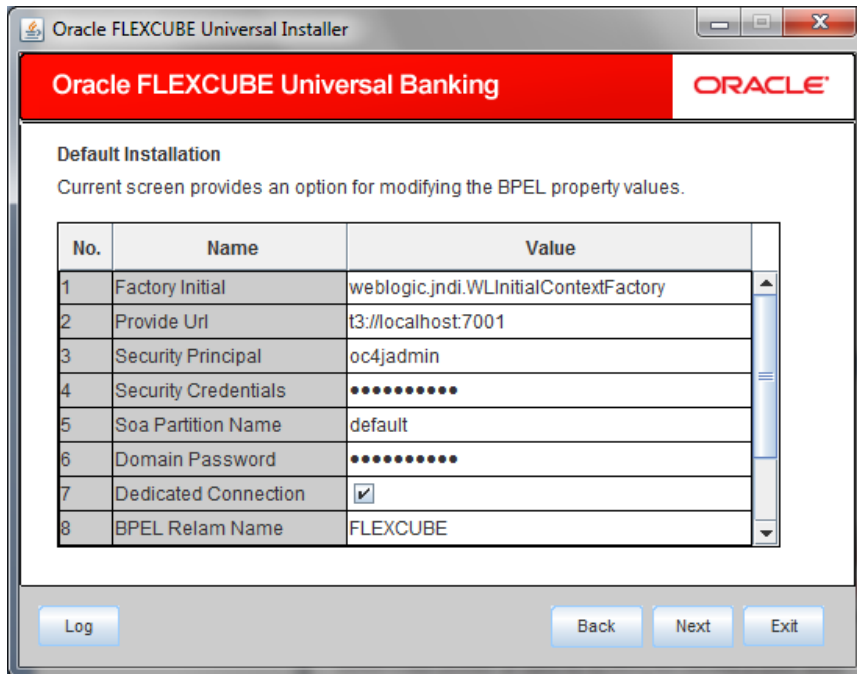 Oracle FLEXCUBE Universal Installer
Oracle FLEXCUBE Universal Banking
ORACLE
Default Installation
Current screen provides an option for modifying the BPEL property values.
No. Name Value
1 Factory Initial weblogic.jndi.WLInitialContextFactory
2 Provide Url t3://localhost:7001
3 Security Principal oc4jadmin
4 Security Credentials ••••••••••
5 Soa Partition Name default
6 Domain Password ••••••••••
7 Dedicated Connection
8 BPEL Relam Name FLEXCUBE
Log Back Next Exit